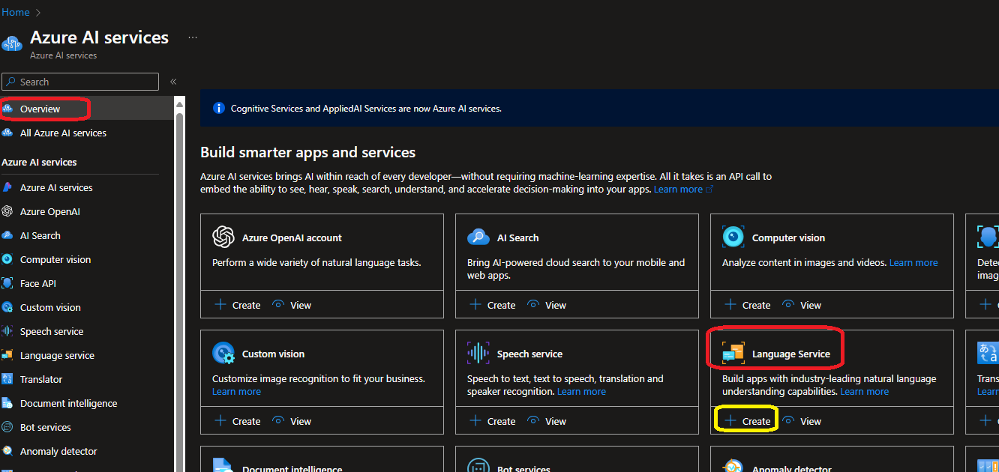 Home >
Azure AI services ...
Azure AI services
Search «
Overview
All Azure AI services
Azure AI services
Azure AI services
Azure OpenAI
AI Search
Computer vision
Face API
Custom vision
Speech service
Language service
Translator
Document intelligence
Bot services
Anomaly detector
Cognitive Services and AppliedAI Services are now Azure AI services.
Build smarter apps and services
Azure AI services brings AI within reach of every developer—without requiring machine-learning expertise. All it takes is an API call to
embed the ability to see, hear, speak, search, understand, and accelerate decision-making into your apps. Learn more
Azure OpenAI account
Perform a wide variety of natural language tasks.
+ Create View
AI Search
Bring AI-powered cloud search to your mobile and
web apps.
+ Create View
Computer vision
Analyze content in images and videos. Learn more
+ Create View
Custom vision
Customize image recognition to fit your business.
Learn more
+ Create View
Speech service
Speech to text, text to speech, translation and
speaker recognition. Learn more
+ Create View
Language Service
Build apps with industry-leading natural language
understanding capabilities. Learn more
+ Create View
Document intelligence
Bot services
Anomaly detector